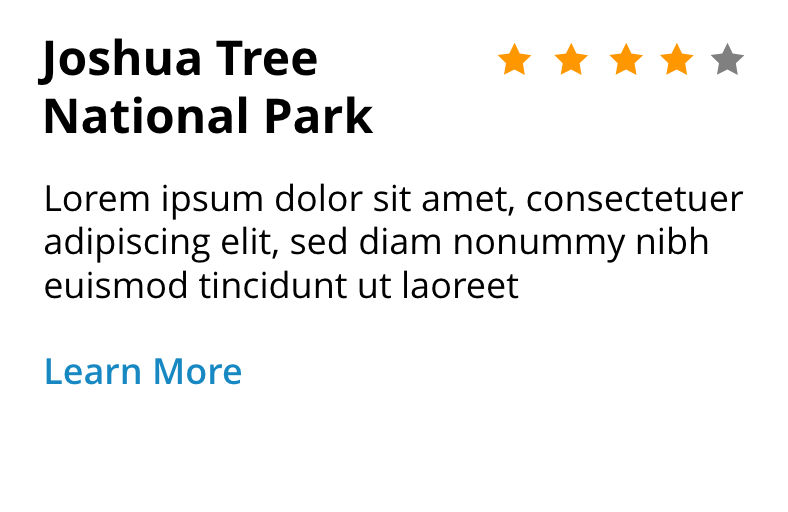 Joshua Tree
National Park
Lorem ipsum dolor sit amet, consectetuer
adipiscing elit, sed diam nonummy nibh
euismod tincidunt ut laoreet
Learn More